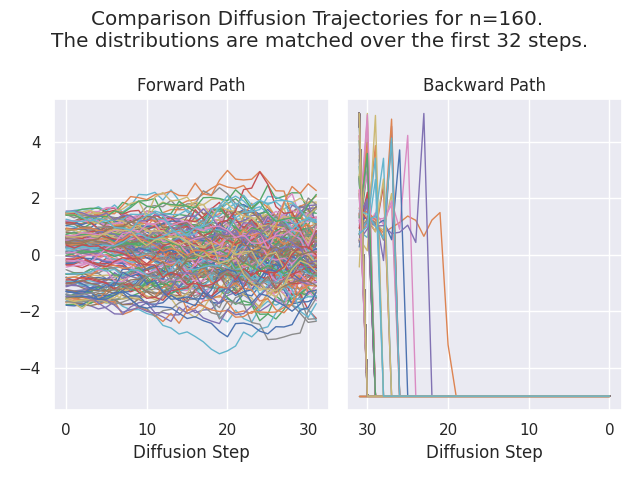 Comparison Diffusion Trajectories for n=160.
The distributions are matched over the first 32 steps.
Forward Path
Backward Path
4
2
0
−2
−4
0 10 20 30
30 20 10 0
Diffusion Step
Diffusion Step